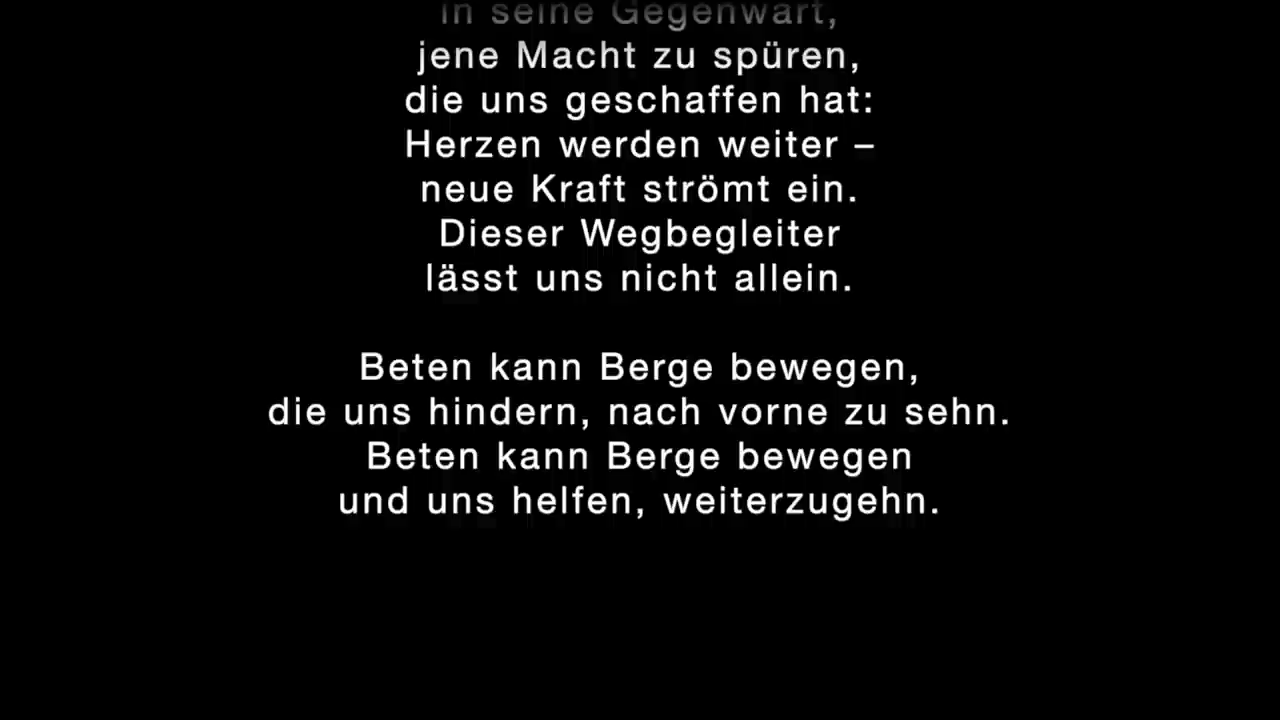 in seine Gegenwart,
jene Macht zu spüren,
die uns geschaffen hat:
Herzen werden weiter –
neue Kraft strömt ein.
Dieser Wegbegleiter
lässt uns nicht allein.
Beten kann Berge bewegen,
die uns hindern, nach vorne zu sehn.
Beten kann Berge bewegen
und uns helfen, weiterzugehn.